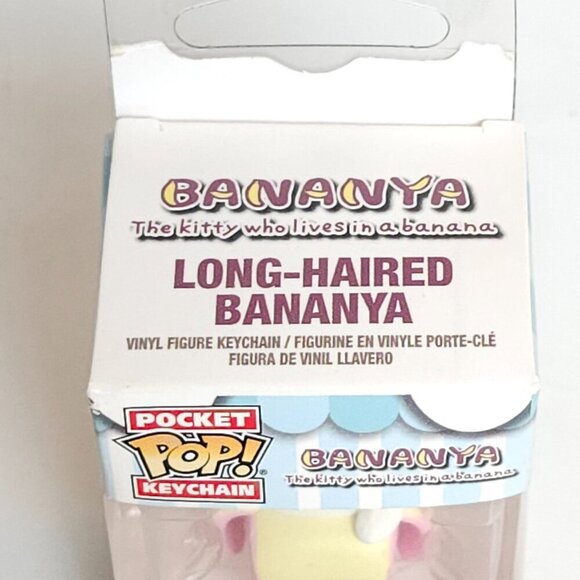 BANANYA
The kitty who lives in a banana
LONG-HAIRED
BANANYA
VINYL FIGURE KEYCHAIN / FIGURINE EN VINYLE PORTE-CLÉ
FIGURA DE VINIL LLAVERO
POCKET
POP!
KEYCHAIN
®
BANANYA
The kitty who lives in a banana